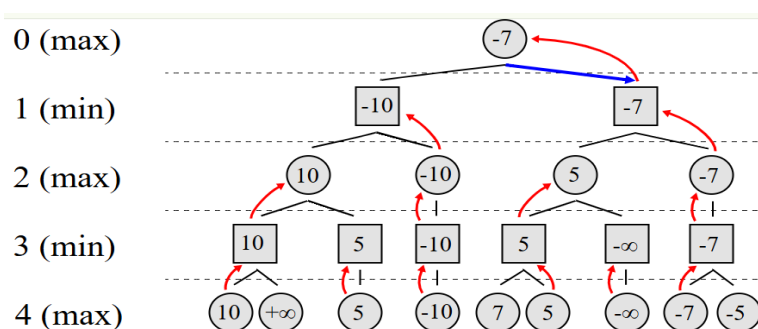 0 (max) -7
1 (min) -10 -7
2 (max) 10 -10 5 -7
3 (min) 10 5 -10 5 -∞ -7
4 (max) 10 +∞ 5 -10 7 5 -∞ -7 -5